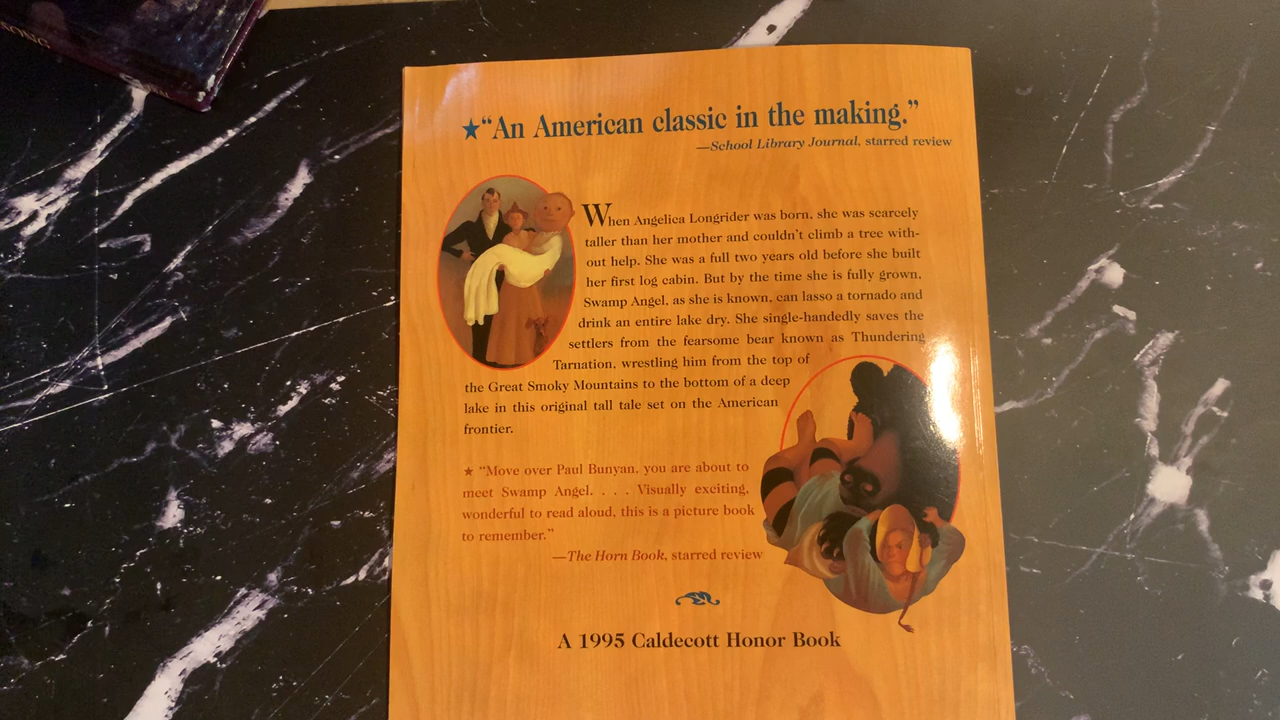 SONG
★“An American classic in the making.”
—School Library Journal, starred review
When Angelica Longrider was born, she was scarcely
taller than her mother and couldn’t climb a tree with-
out help. She was a full two years old before she built
her first log cabin. But by the time she is fully grown,
Swamp Angel, as she is known, can lasso a tornado and
drink an entire lake dry. She single-handedly saves the
settlers from the fearsome bear known as Thundering
Tarnation, wrestling him from the top of
the Great Smoky Mountains to the bottom of a deep
lake in this original tall tale set on the American
frontier.
★ “Move over Paul Bunyan, you are about to
meet Swamp Angel. . . . Visually exciting,
wonderful to read aloud, this is a picture book
to remember.”
—The Horn Book, starred review
A 1995 Caldecott Honor Book